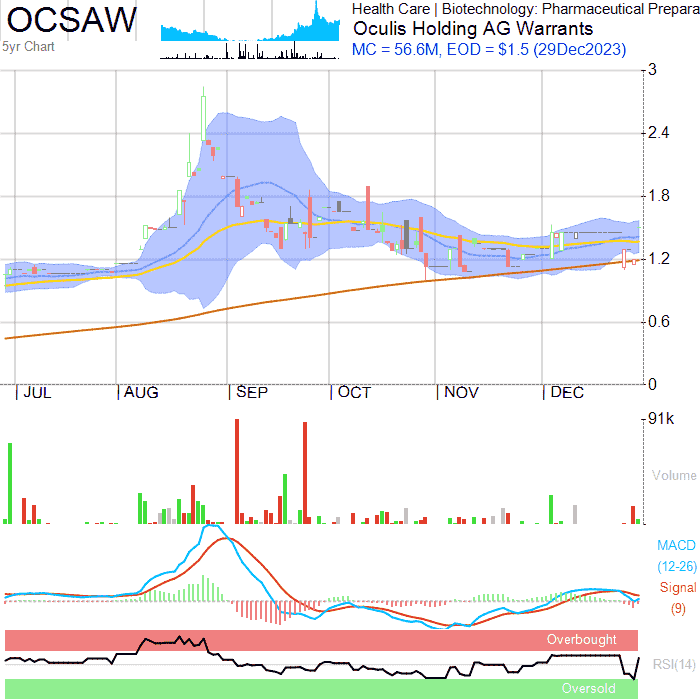 OCSAW
5yr Chart
Health Care | Biotechnology: Pharmaceutical Prepara
Oculis Holding AG Warrants
MC = 56.6M, EOD = $1.5 (29Dec2023)
3
2.4
1.8
1.2
0.6
0
| JUL | AUG | SEP | OCT | NOV | DEC
91k
Volume
MACD
(12-26)
Signal
(9)
Overbought
RSI(14)
Oversold